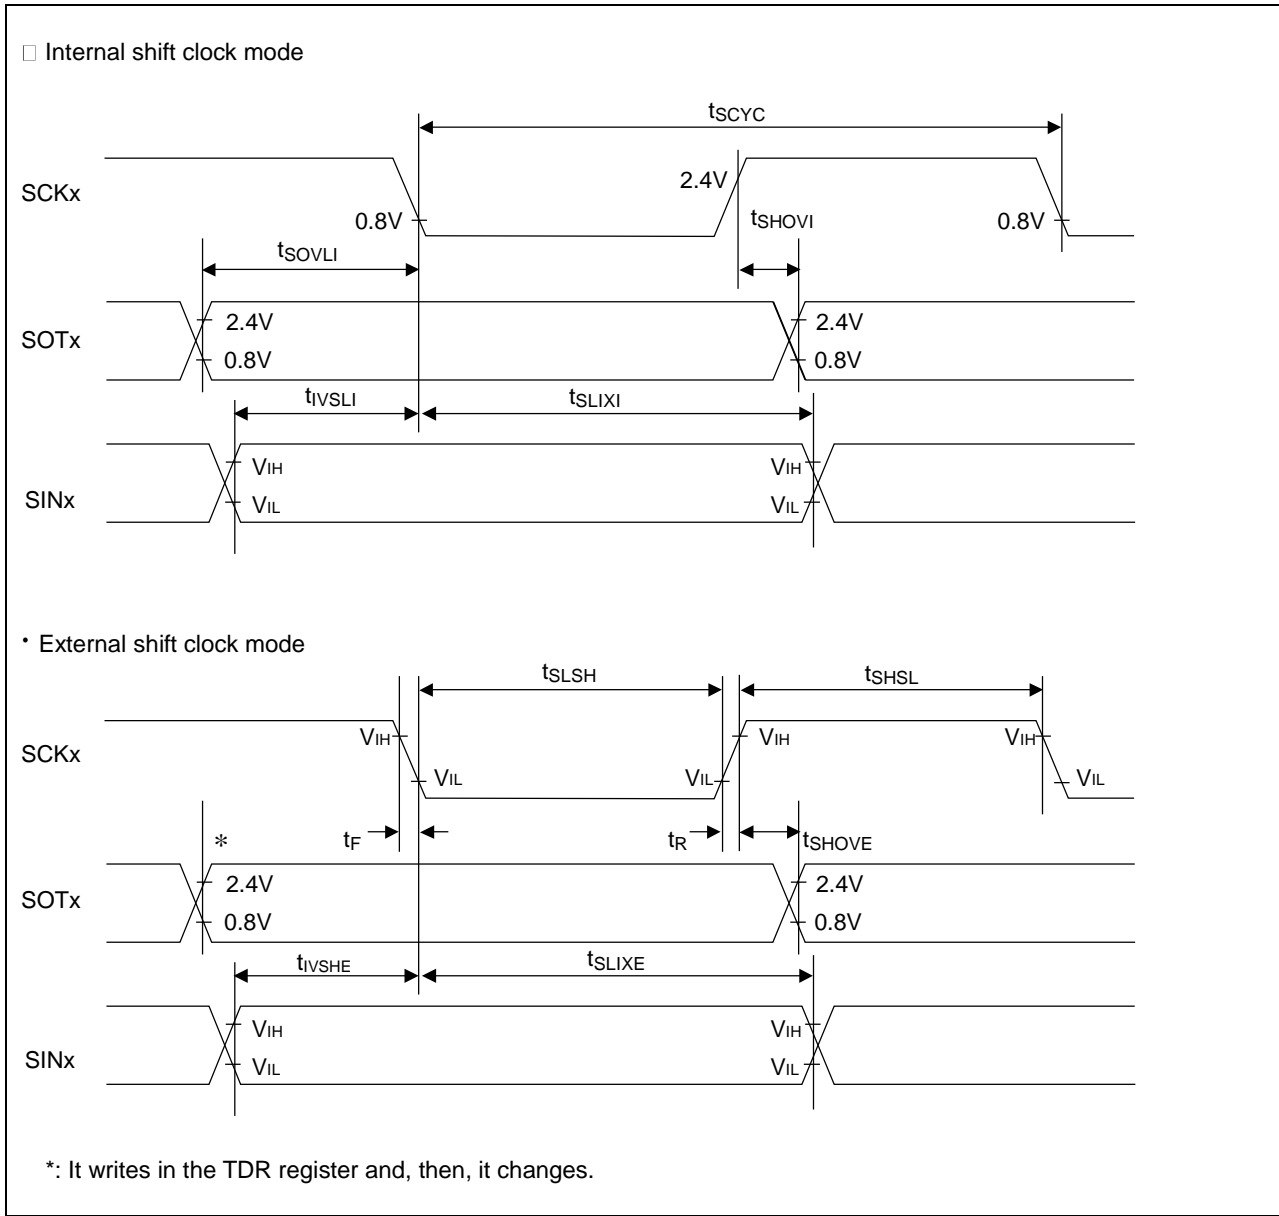 □ Internal shift clock mode
tSCYC
SCKx
0.8V
2.4V
tSHOVI
0.8V
tSOVLI
SOTx
2.4V
0.8V
2.4V
0.8V
tIVSLI
tSLIXI
SINx
VIH
VIL
VIH
VIL
• External shift clock mode
tSLSH
tSHSL
SCKx
VIH
VIL
VIL
VIH
VIH
VIL
tF
tR
tSHOVE
*
SOTx
2.4V
0.8V
2.4V
0.8V
tIVSHE
tSLIXE
SINx
VIH
VIL
VIH
VIL
*: It writes in the TDR register and, then, it changes.